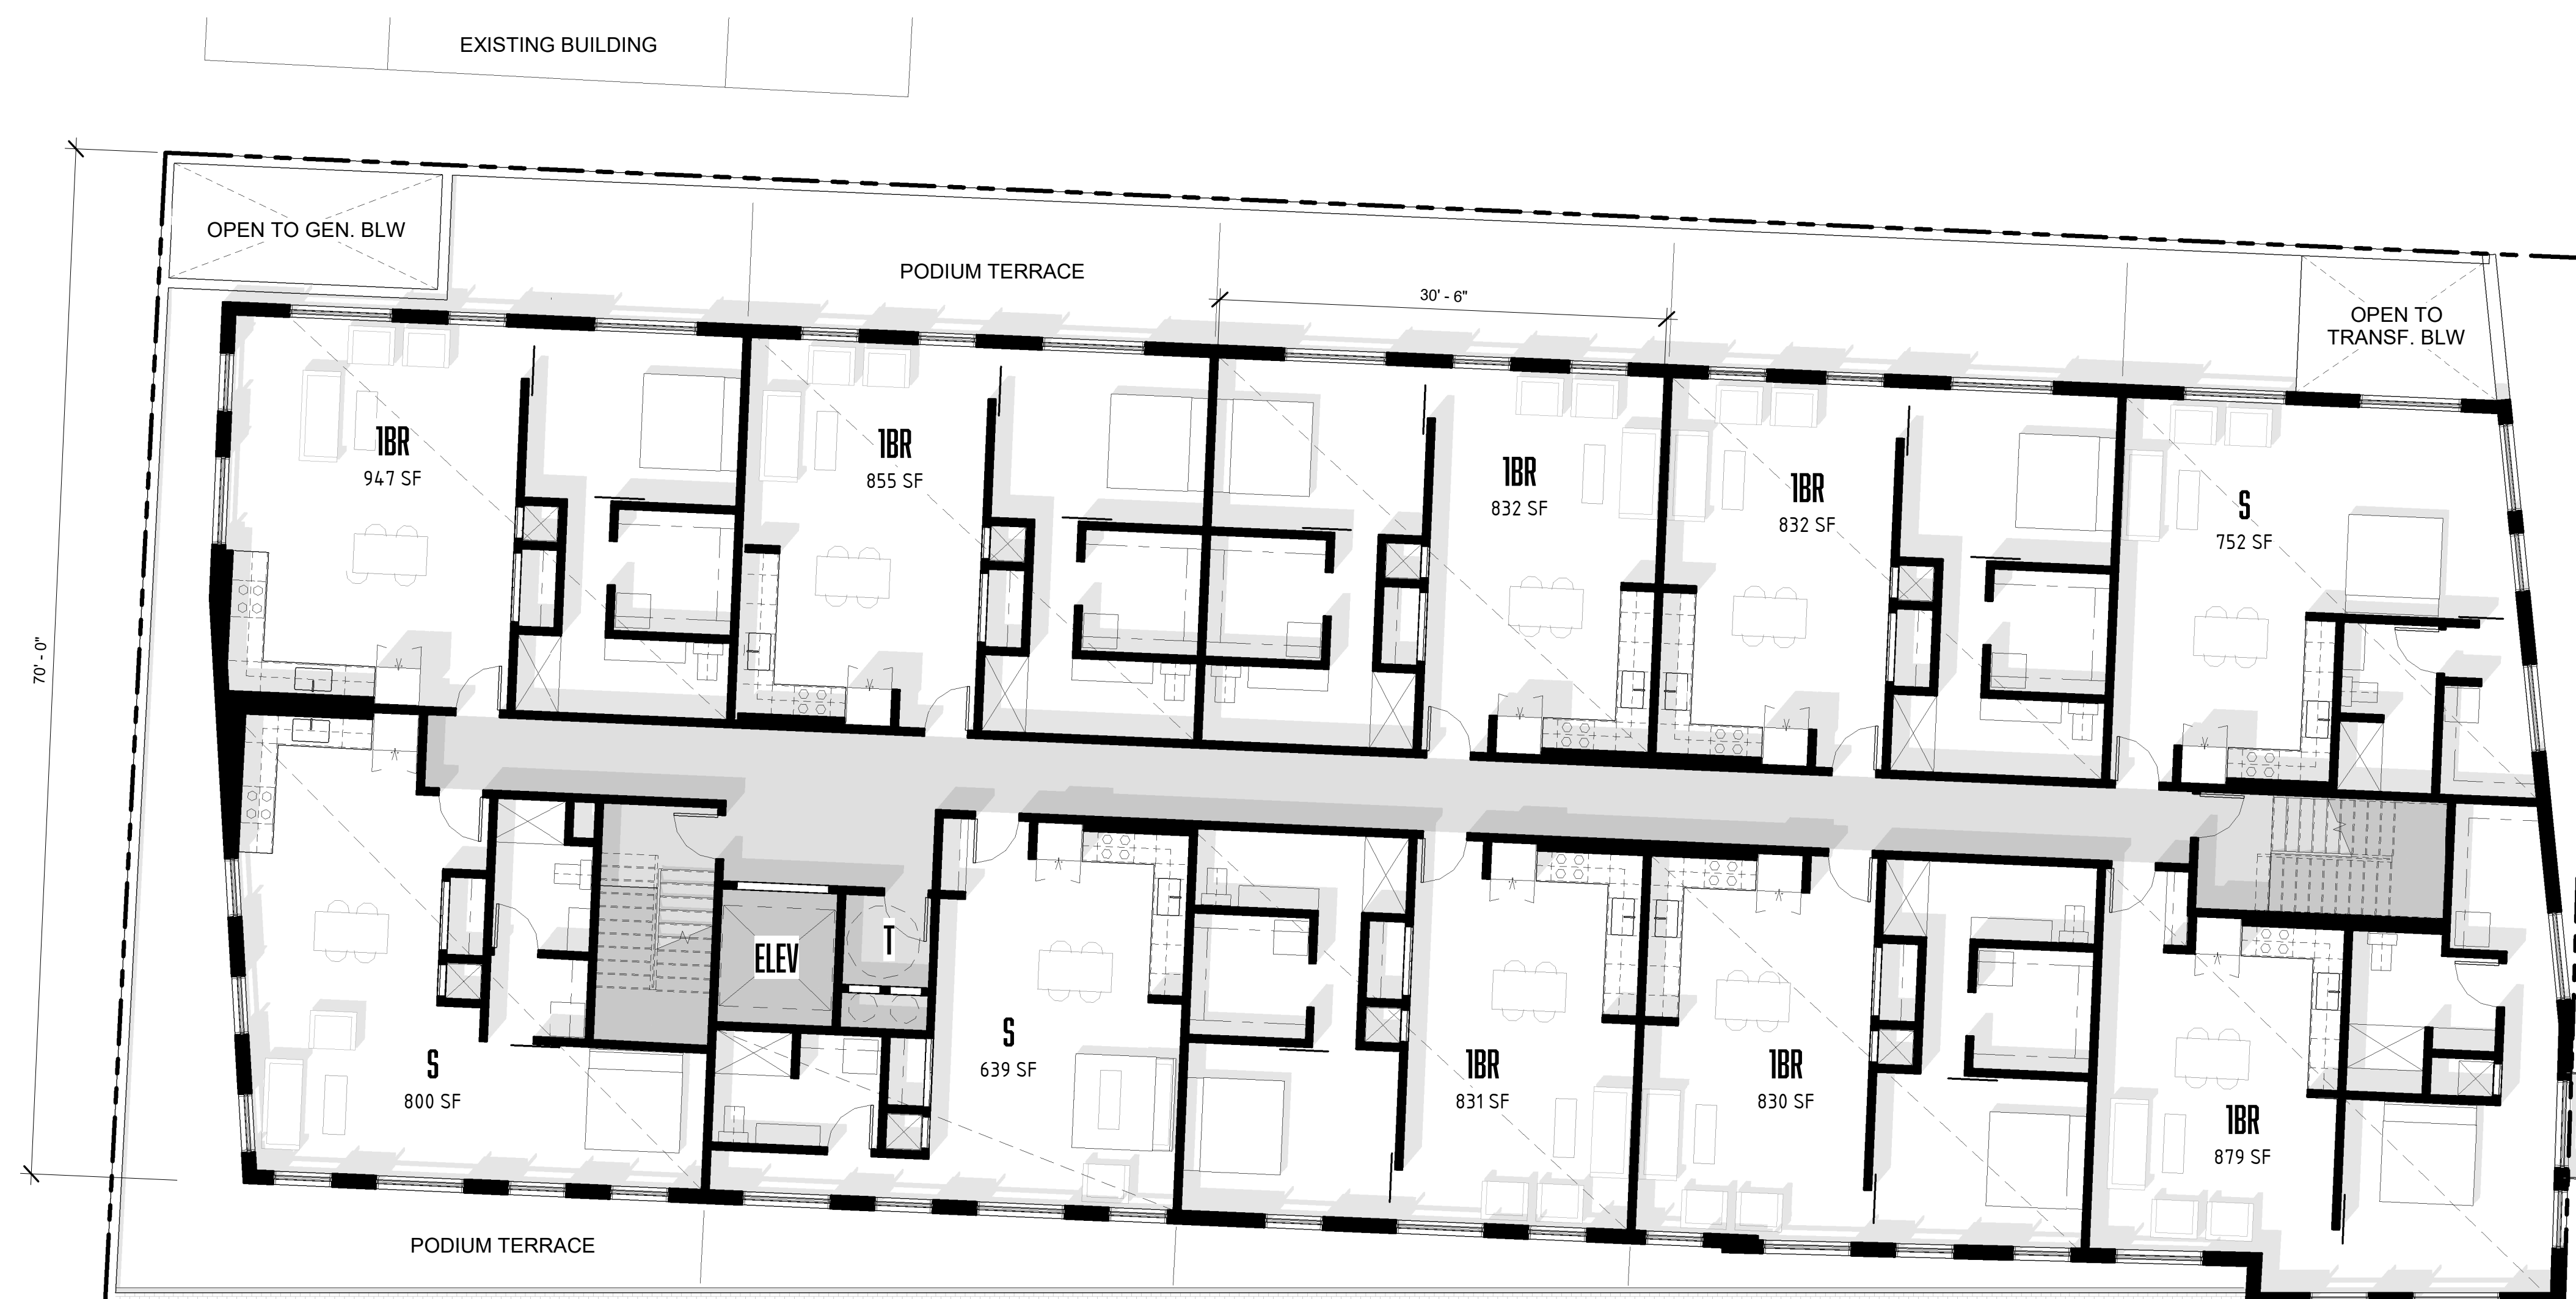 EXISTING BUILDING
OPEN TO GEN. BLW
PODIUM TERRACE
30' - 6"
OPEN TO
TRANSF. BLW
70' - 0"
1BR
947 SF
1BR
855 SF
1BR
832 SF
1BR
832 SF
S
752 SF
S
800 SF
ELEV
T
S
639 SF
1BR
831 SF
1BR
830 SF
1BR
879 SF
PODIUM TERRACE